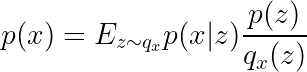 p(x) = E_{z∼q_x} p(x|z) \frac{p(z)}{q_x(z)}